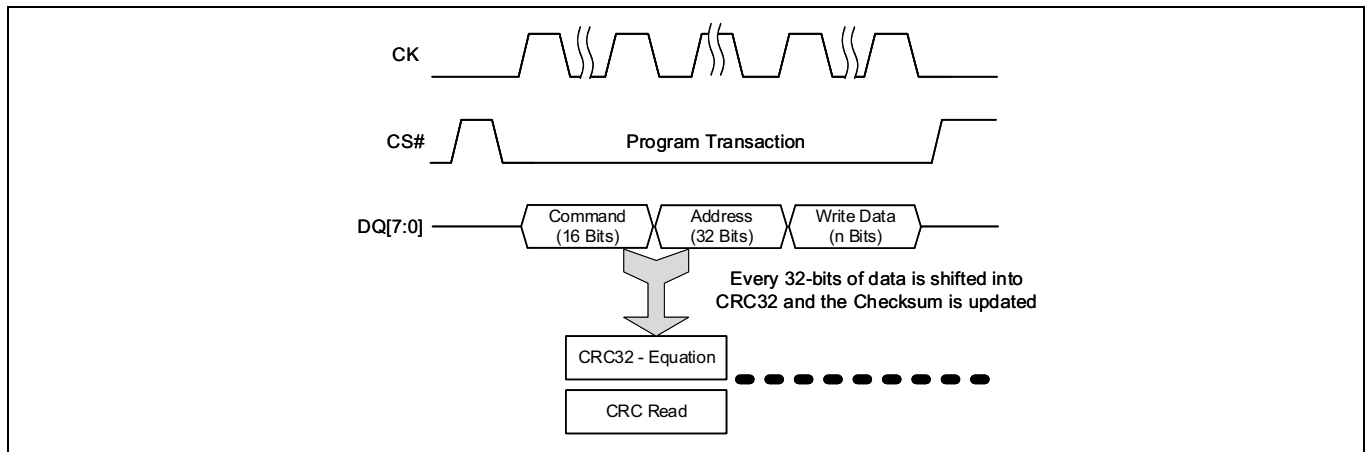 CK
CS#
Program Transaction
DQ[7:0]
Command
(16 Bits)
Address
(32 Bits)
Write Data
(n Bits)
Every 32-bits of data is shifted into
CRC32 and the Checksum is updated
CRC32 - Equation
CRC Read